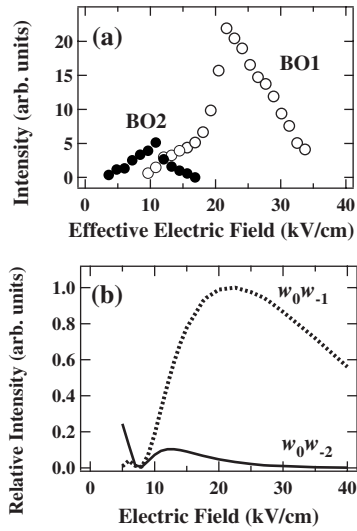 (a)
BO1
BO2
Intensity (arb. units)
20
15
10
5
0
0 10 20 30 40
Effective Electric Field (kV/cm)
(b)
w₀w₋₁
w₀w₋₂
Relative Intensity (arb. units)
1.0
0.8
0.6
0.4
0.2
0.0
0 10 20 30 40
Electric Field (kV/cm)